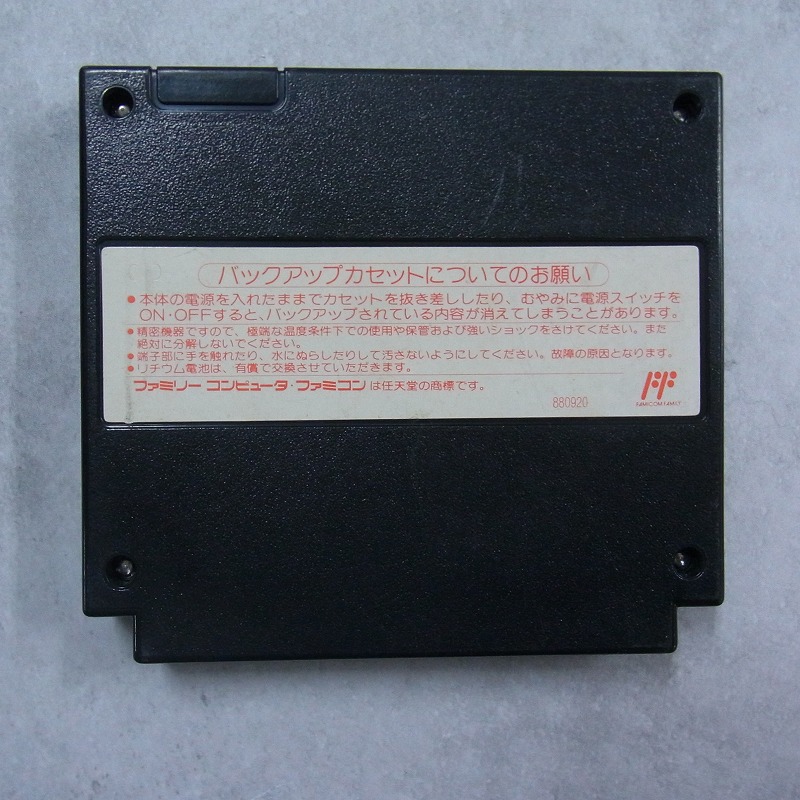 バックアップカセットについてのお願い
●本体の電源を入れたままでカセットを抜き差ししたり、むやみに電源スイッチを
ON・OFFすると、バックアップされている内容が消えてしまうことがあります。
●精密機器ですので、極端な温度条件下での使用や保管および強いショックをさけてください。また
絶対に分解しないでください。
●端子部に手を触れたり、水にぬらしたりして汚さないようにしてください。故障の原因となります。
●リチウム電池は、有償で交換させていただきます。
ファミリー コンピュータ・ファミコン は任天堂の商標です。
880920
FAMICOM FAMILY